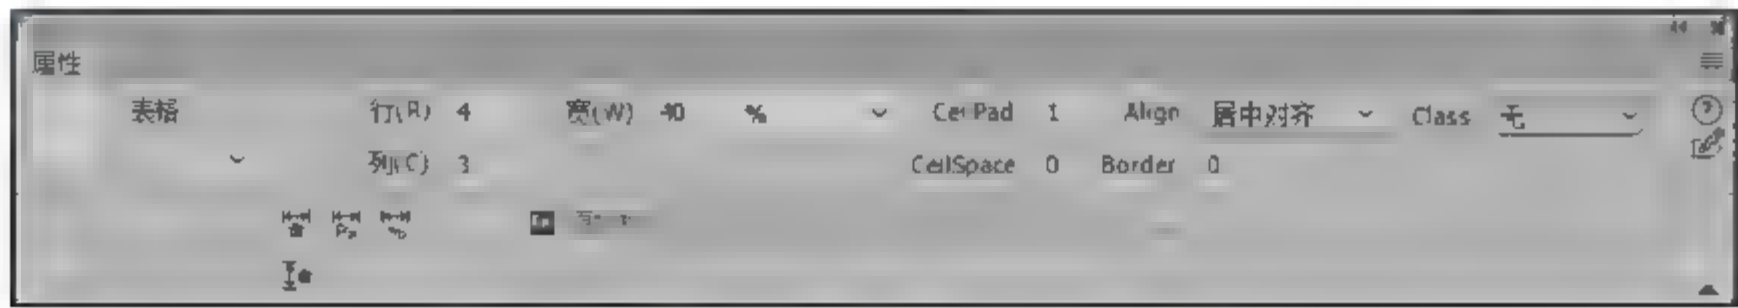 属性
表格 行(R) 4 宽(W) 40 % CellPad 1 Align 居中对齐 Class 无
列(C) 3 CellSpace 0 Border 0